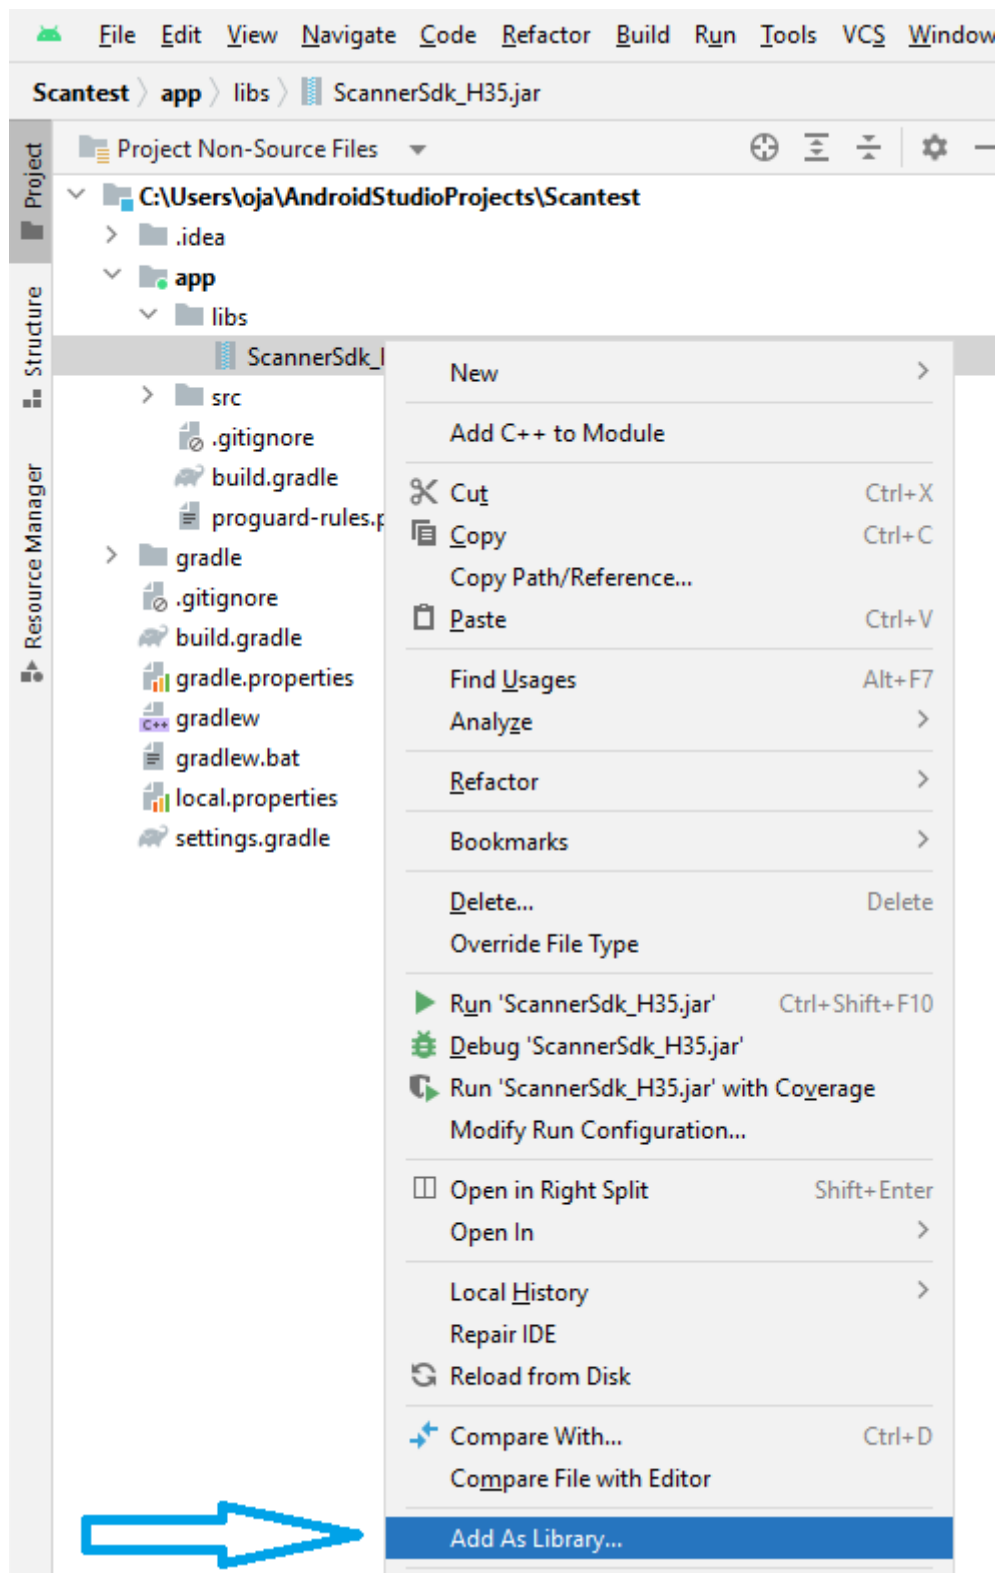 File Edit View Navigate Code Refactor Build Run Tools VCS Window
Scantest app libs ScannerSdk_H35.jar
Project
Project Non-Source Files
C:\Users\oja\AndroidStudioProjects\Scantest
.idea
app
libs
ScannerSdk_
src
.gitignore
build.gradle
proguard-rules.p
gradle
.gitignore
build.gradle
gradle.properties
gradlew
gradlew.bat
local.properties
settings.gradle
Structure
Resource Manager
C++
New
Add C++ to Module
Cut Ctrl+X
Copy Ctrl+C
Copy Path/Reference...
Paste Ctrl+V
Find Usages Alt+F7
Analyze
Refactor
Bookmarks
Delete... Delete
Override File Type
Run 'ScannerSdk_H35.jar' Ctrl+Shift+F10
Debug 'ScannerSdk_H35.jar'
Run 'ScannerSdk_H35.jar' with Coverage
Modify Run Configuration...
Open in Right Split Shift+Enter
Open In
Local History
Repair IDE
Reload from Disk
Compare With... Ctrl+D
Compare File with Editor
Add As Library...